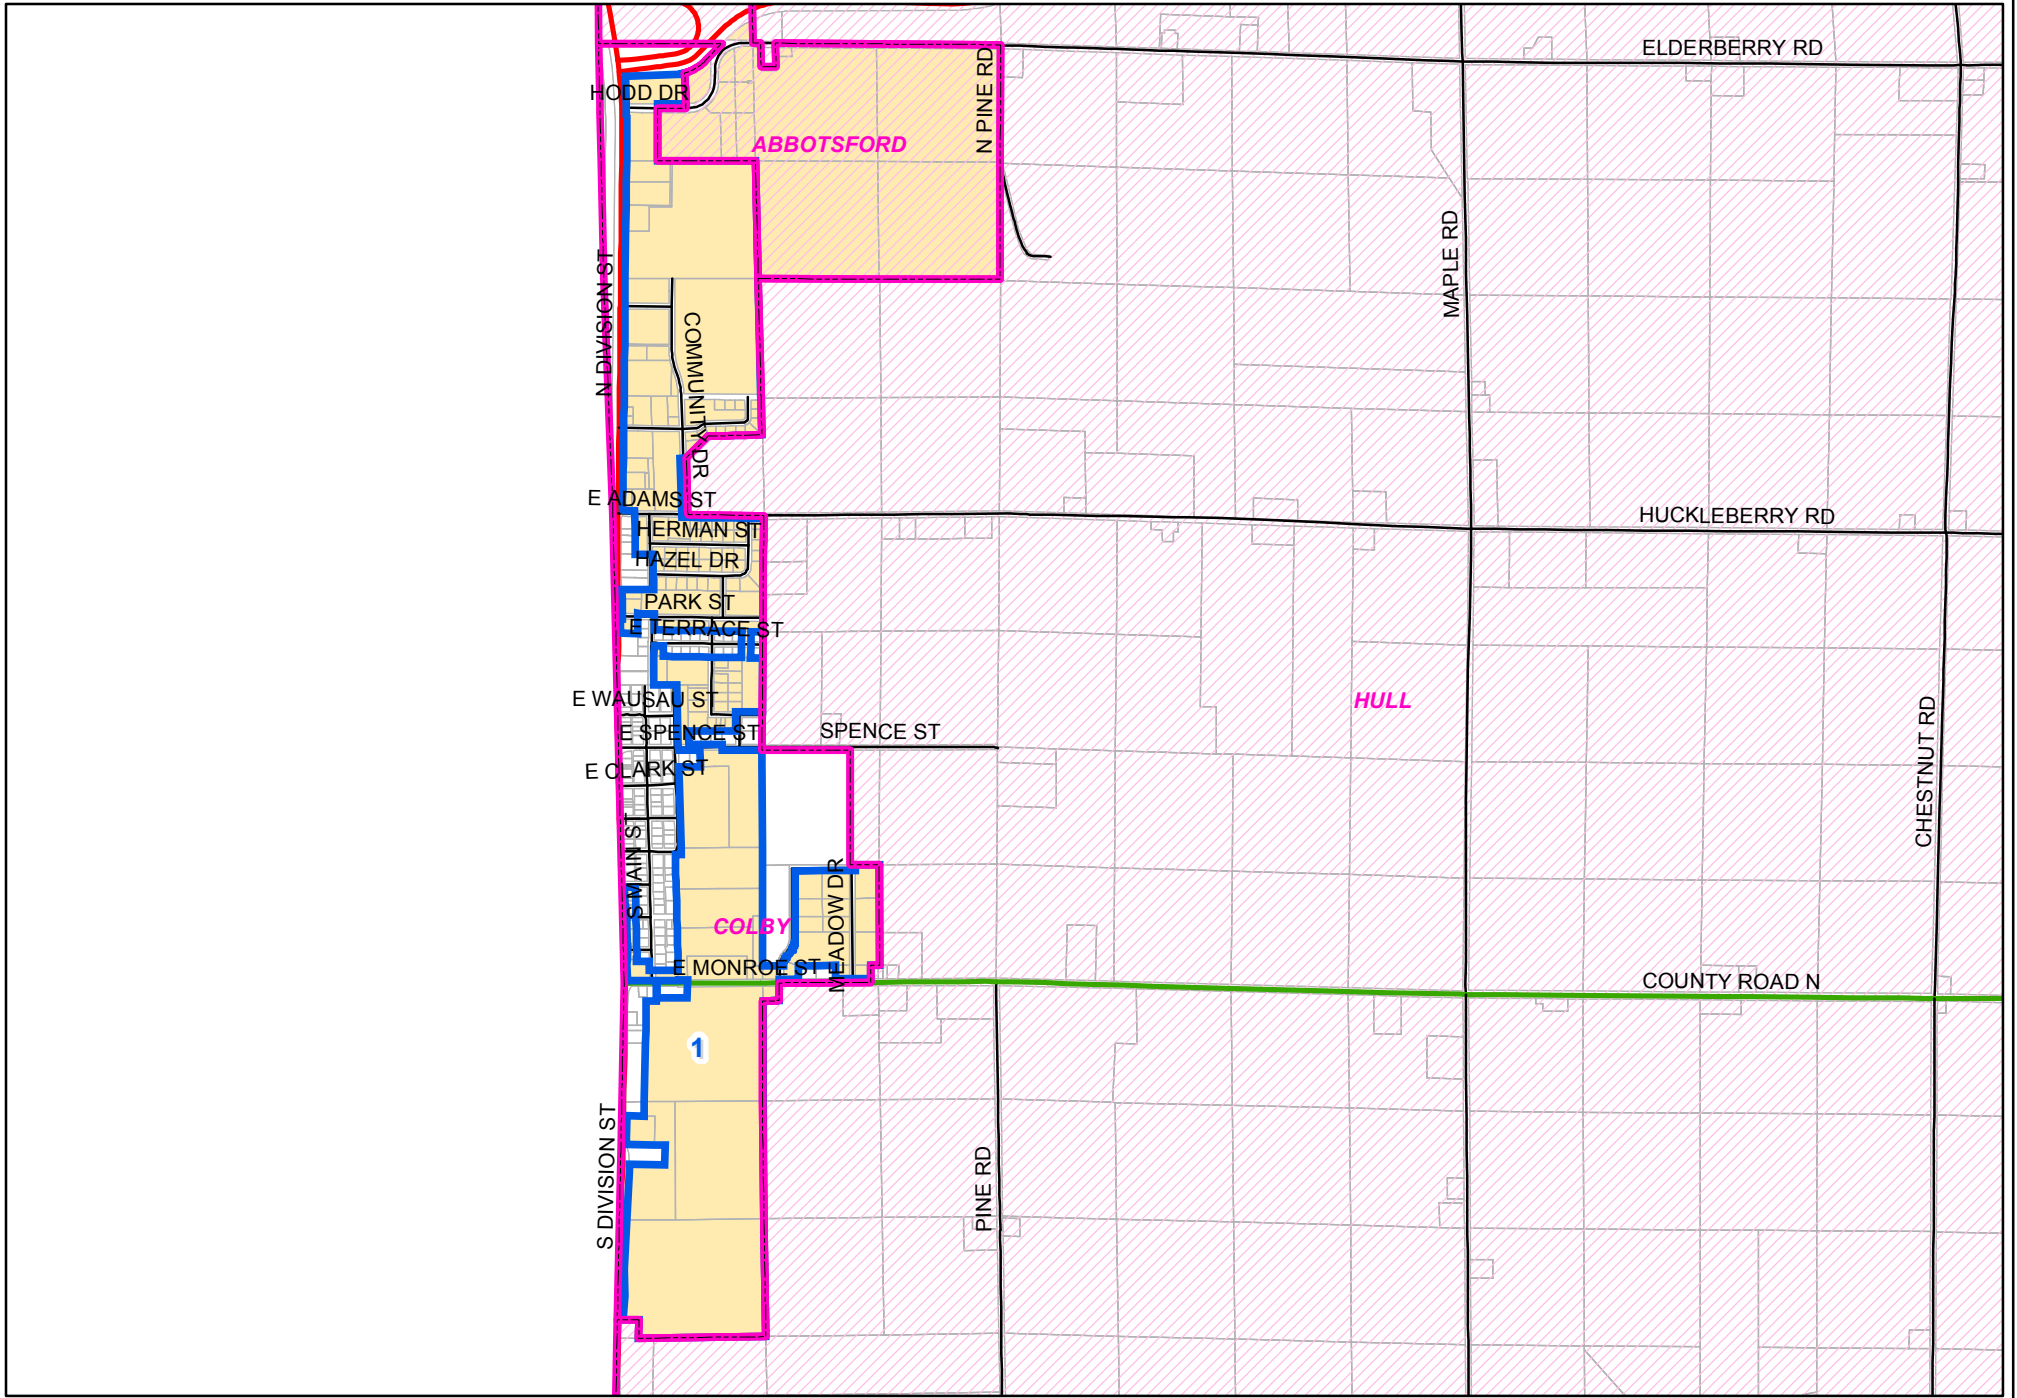 ELDERBERRY RD
HODD DR
N PINE RD
ABBOTSFORD
MAPLE RD
N DIVISION ST
COMMUNITY DR
E ADAMS ST
HUCKLEBERRY RD
HERMAN ST
HAZEL DR
PARK ST
E TERRACE ST
E WAUSAU ST
HULL
E SPENCE ST
SPENCE ST
CHESTNUT RD
E CLARK ST
S MAIN ST
MEADOW DR
COLBY
E MONROE ST
COUNTY ROAD N
1
S DIVISION ST
PINE RD